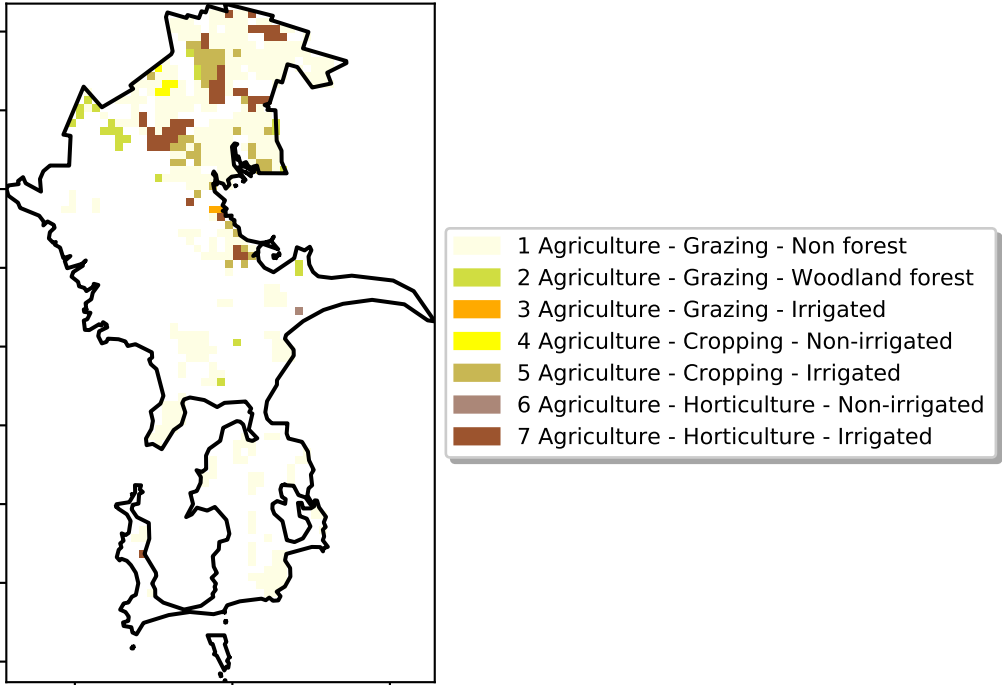 1 Agriculture - Grazing - Non forest
2 Agriculture - Grazing - Woodland forest
3 Agriculture - Grazing - Irrigated
4 Agriculture - Cropping - Non-irrigated
5 Agriculture - Cropping - Irrigated
6 Agriculture - Horticulture - Non-irrigated
7 Agriculture - Horticulture - Irrigated